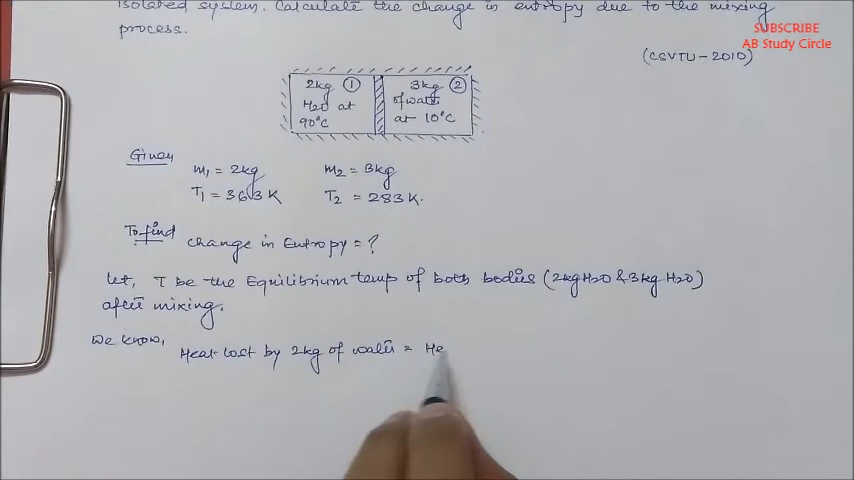 Isolated system. Calculate the change in entropy due to the mixing
process.
SUBSCRIBE
AB Study Circle
(CSVTU-2010)
2kg ①
H2O at
90°C
3kg ②
of water
at 10°C
Given
m1 = 2kg m2 = 3kg
T1 = 363K T2 = 283K.
To find change in Entropy = ?
let, T be the Equilibrium temp of both bodies (2kg H2O & 3kg H2O)
after mixing.
We know,
Heat lost by 2kg of water = He